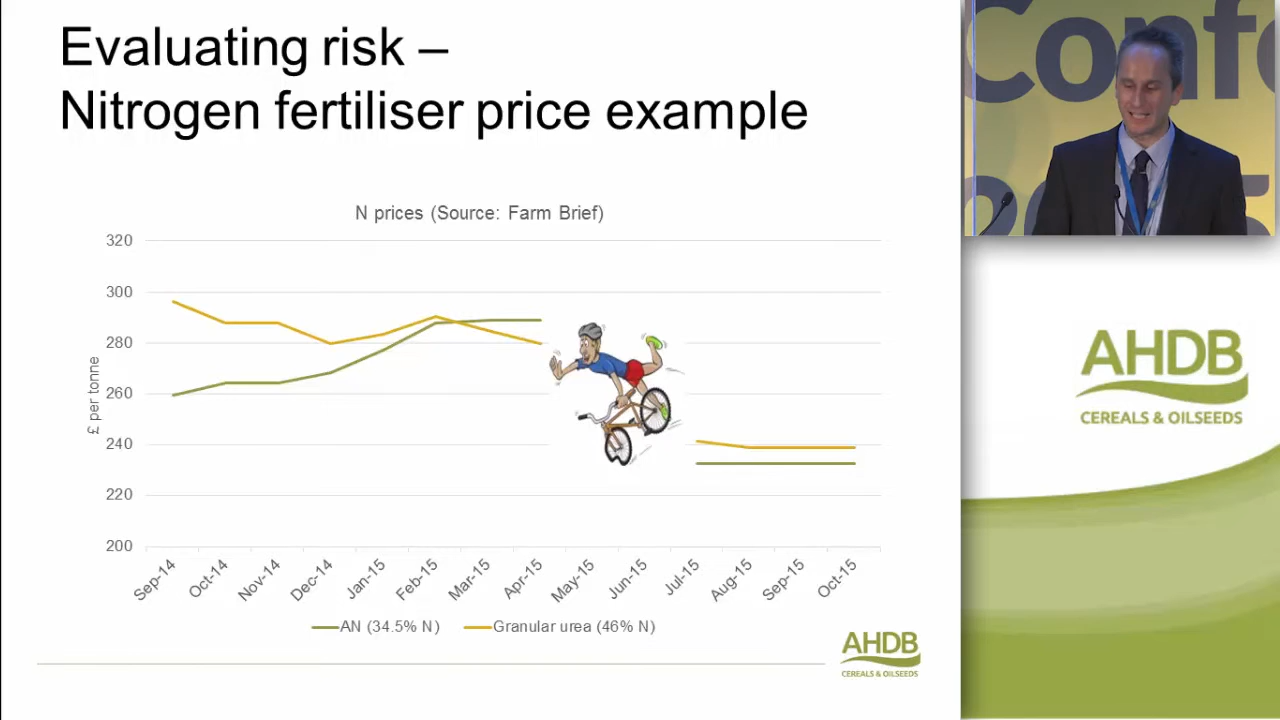 Evaluating risk –
Nitrogen fertiliser price example
N prices (Source: Farm Brief)
320
300
280
260
240
220
200
£ per tonne
Sep-14
Oct-14
Nov-14
Dec-14
Jan-15
Feb-15
Mar-15
Apr-15
May-15
Jun-15
Jul-15
Aug-15
Sep-15
Oct-15
AN (34.5% N)
Granular urea (46% N)
AHDB
CEREALS & OILSEEDS
Confe
AHDB
CEREALS & OILSEEDS